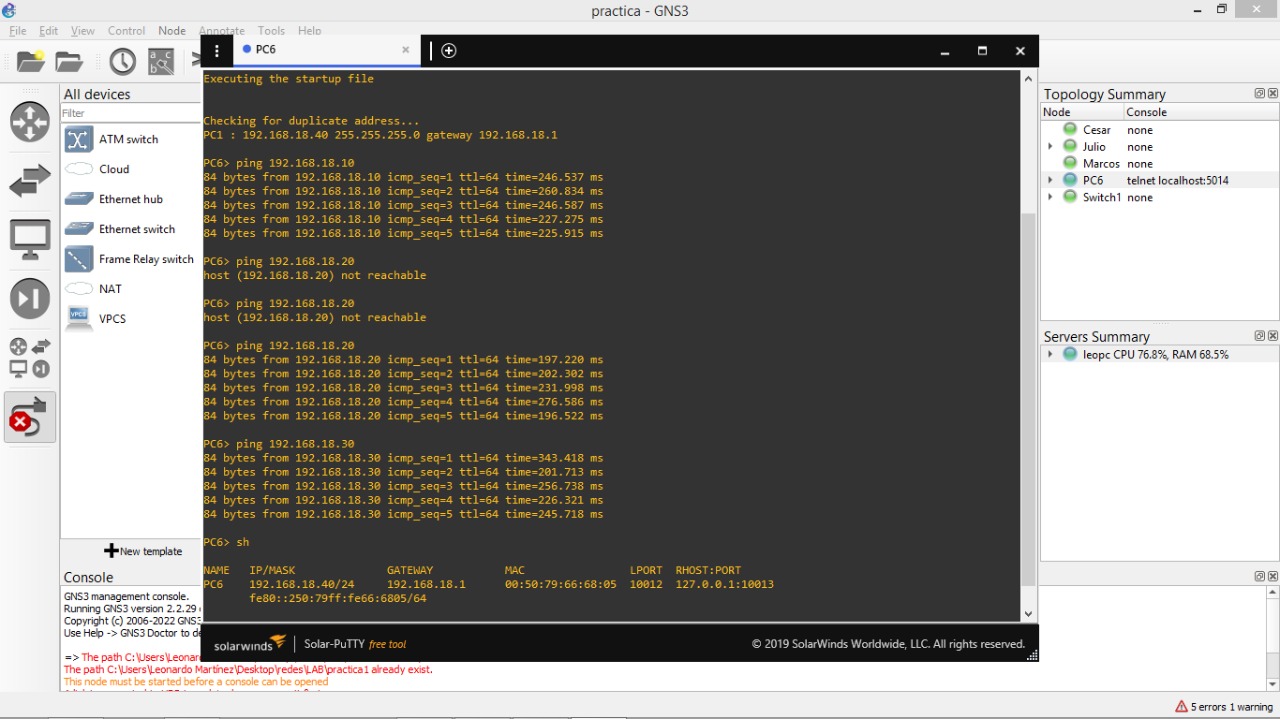 practica - GNS3
File Edit View Control Node Annotate Tools Help
PC6
All devices
Filter
ATM switch
Cloud
Ethernet hub
Ethernet switch
Frame Relay switch
NAT
VPCS
New template
Executing the startup file
Checking for duplicate address...
PC1 : 192.168.18.40 255.255.255.0 gateway 192.168.18.1
PC6> ping 192.168.18.10
84 bytes from 192.168.18.10 icmp_seq=1 ttl=64 time=246.537 ms
84 bytes from 192.168.18.10 icmp_seq=2 ttl=64 time=260.834 ms
84 bytes from 192.168.18.10 icmp_seq=3 ttl=64 time=246.587 ms
84 bytes from 192.168.18.10 icmp_seq=4 ttl=64 time=227.275 ms
84 bytes from 192.168.18.10 icmp_seq=5 ttl=64 time=225.915 ms
PC6> ping 192.168.18.20
host (192.168.18.20) not reachable
PC6> ping 192.168.18.20
host (192.168.18.20) not reachable
PC6> ping 192.168.18.20
84 bytes from 192.168.18.20 icmp_seq=1 ttl=64 time=197.220 ms
84 bytes from 192.168.18.20 icmp_seq=2 ttl=64 time=202.302 ms
84 bytes from 192.168.18.20 icmp_seq=3 ttl=64 time=231.998 ms
84 bytes from 192.168.18.20 icmp_seq=4 ttl=64 time=276.586 ms
84 bytes from 192.168.18.20 icmp_seq=5 ttl=64 time=196.522 ms
PC6> ping 192.168.18.30
84 bytes from 192.168.18.30 icmp_seq=1 ttl=64 time=343.418 ms
84 bytes from 192.168.18.30 icmp_seq=2 ttl=64 time=201.713 ms
84 bytes from 192.168.18.30 icmp_seq=3 ttl=64 time=256.738 ms
84 bytes from 192.168.18.30 icmp_seq=4 ttl=64 time=226.321 ms
84 bytes from 192.168.18.30 icmp_seq=5 ttl=64 time=245.718 ms
PC6> sh
NAME IP/MASK GATEWAY MAC LPORT RHOST:PORT
PC6 192.168.18.40/24 192.168.18.1 00:50:79:66:68:05 10012 127.0.0.1:10013
fe80::250:79ff:fe66:6805/64
solarwinds Solar-PuTTY free tool © 2019 SolarWinds Worldwide, LLC. All rights reserved.
Topology Summary
Node Console
Cesar none
Julio none
Marcos none
PC6 telnet localhost:5014
Switch1 none
Servers Summary
leopc CPU 76.8%, RAM 68.5%
Console
GNS3 management console.
Running GNS3 version 2.2.29
Copyright (c) 2006-2022 GNS3
Use Help -> GNS3 Doctor to de
=> The path C:\Users\Leonar
The path C:\Users\Leonardo Martínez\Desktop\redes\LAB\practica1 already exist.
This node must be started before a console can be opened
5 errors 1 warning